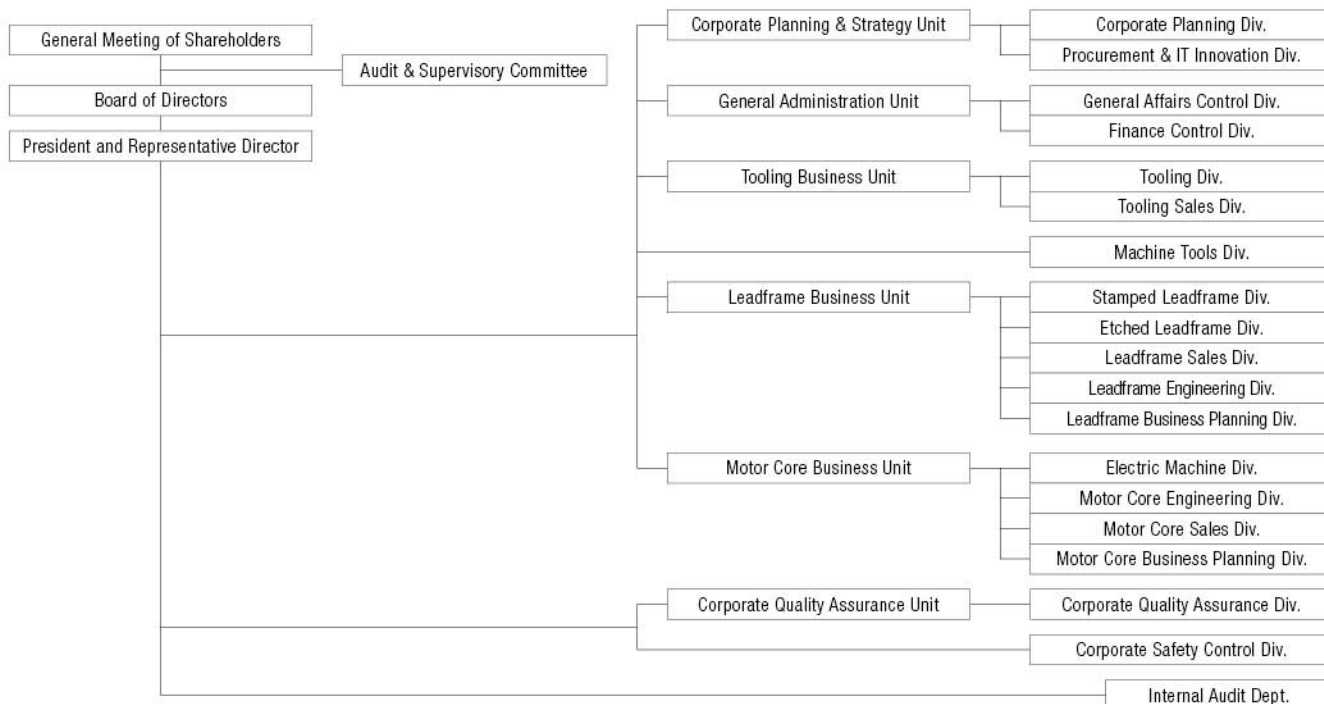 General Meeting of Shareholders
Audit & Supervisory Committee
Board of Directors
President and Representative Director
Corporate Planning & Strategy Unit
Corporate Planning Div.
Procurement & IT Innovation Div.
General Administration Unit
General Affairs Control Div.
Finance Control Div.
Tooling Business Unit
Tooling Div.
Tooling Sales Div.
Machine Tools Div.
Leadframe Business Unit
Stamped Leadframe Div.
Etched Leadframe Div.
Leadframe Sales Div.
Leadframe Engineering Div.
Leadframe Business Planning Div.
Motor Core Business Unit
Electric Machine Div.
Motor Core Engineering Div.
Motor Core Sales Div.
Motor Core Business Planning Div.
Corporate Quality Assurance Unit
Corporate Quality Assurance Div.
Corporate Safety Control Div.
Internal Audit Dept.